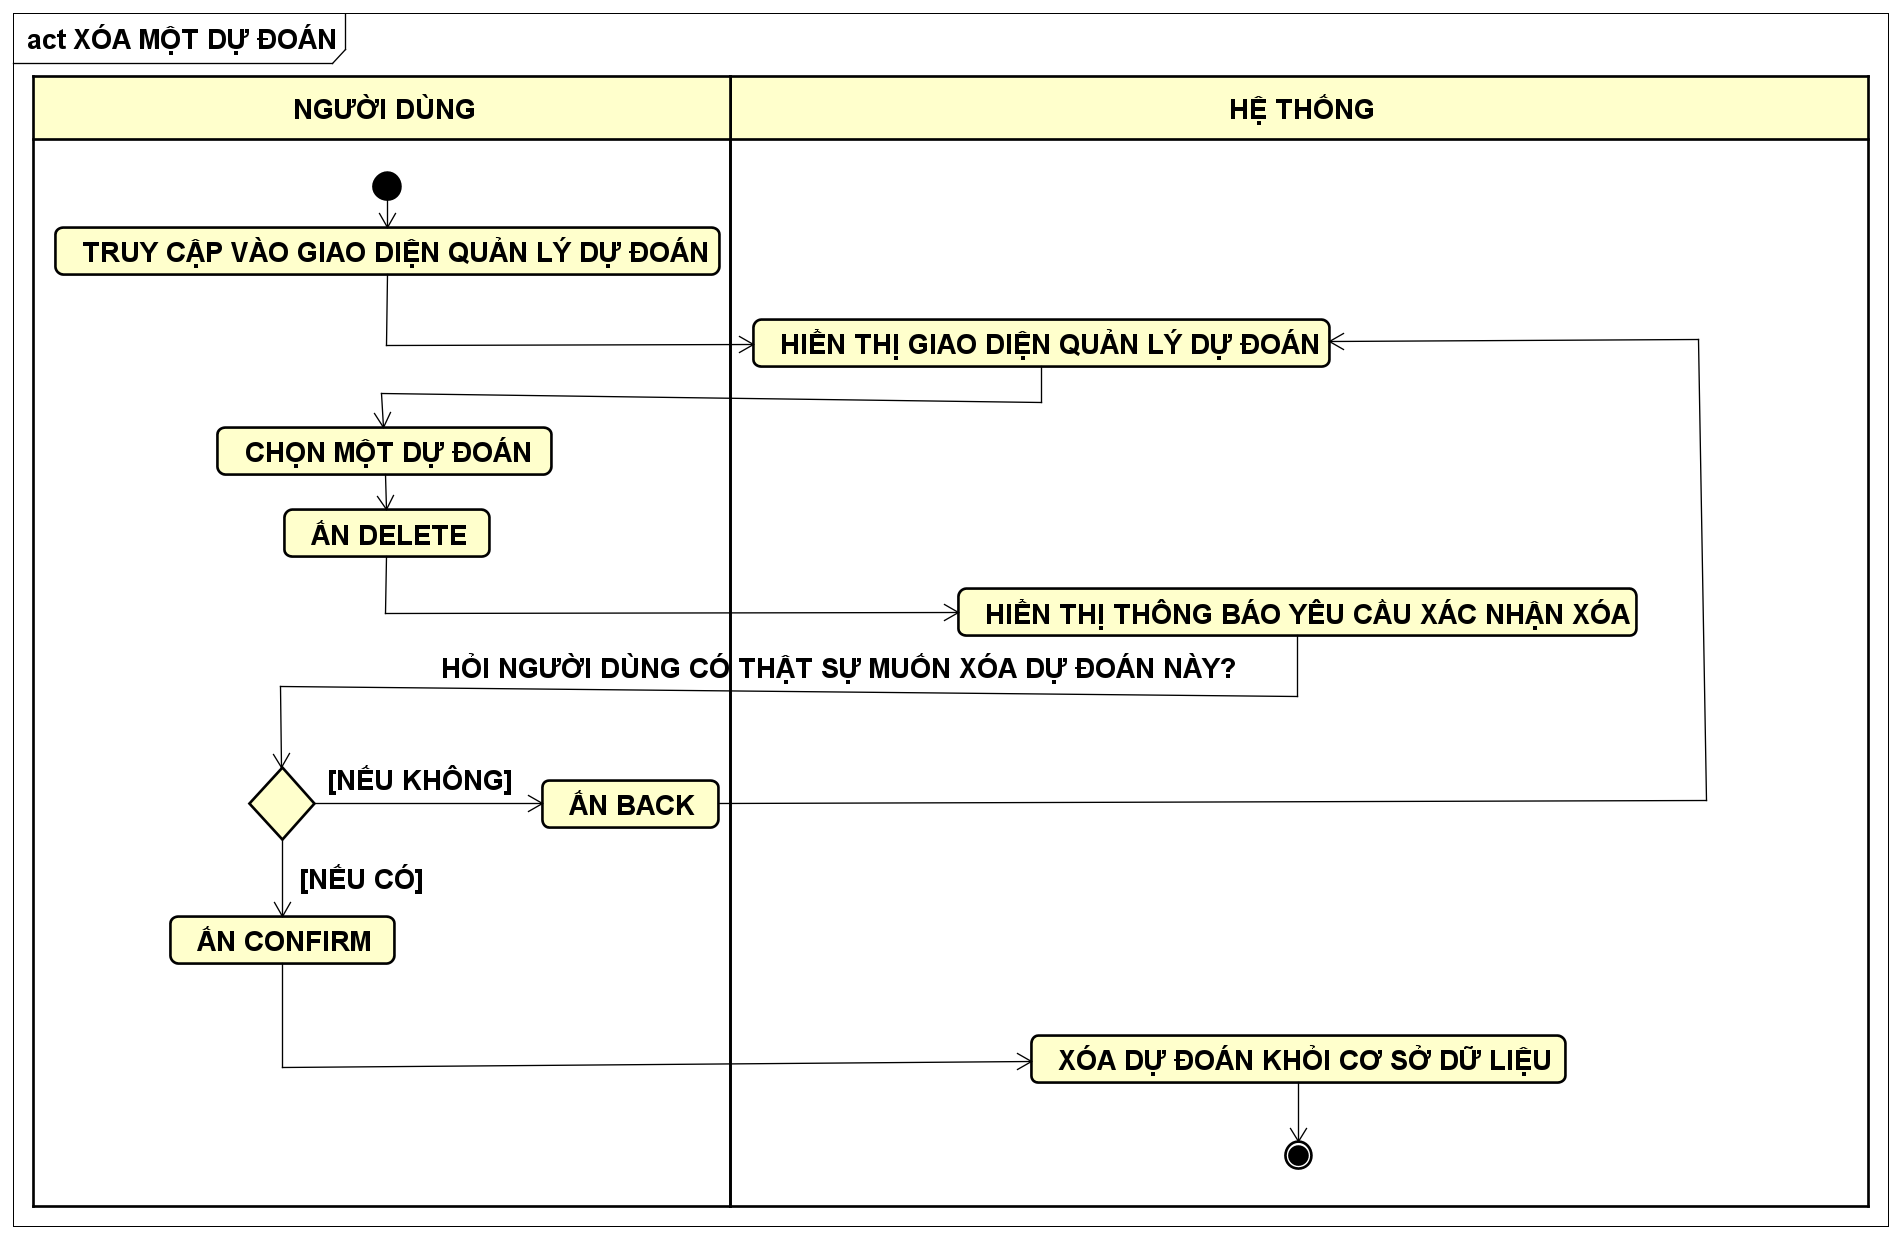 act XÓA MỘT DỰ ĐOÁN
NGƯỜI DÙNG
HỆ THỐNG
TRUY CẬP VÀO GIAO DIỆN QUẢN LÝ DỰ ĐOÁN
HIỂN THỊ GIAO DIỆN QUẢN LÝ DỰ ĐOÁN
CHỌN MỘT DỰ ĐOÁN
ẤN DELETE
HIỂN THỊ THÔNG BÁO YÊU CẦU XÁC NHẬN XÓA
HỎI NGƯỜI DÙNG CÓ THẬT SỰ MUỐN XÓA DỰ ĐOÁN NÀY?
[NẾU KHÔNG]
ẤN BACK
[NẾU CÓ]
ẤN CONFIRM
XÓA DỰ ĐOÁN KHỎI CƠ SỞ DỮ LIỆU